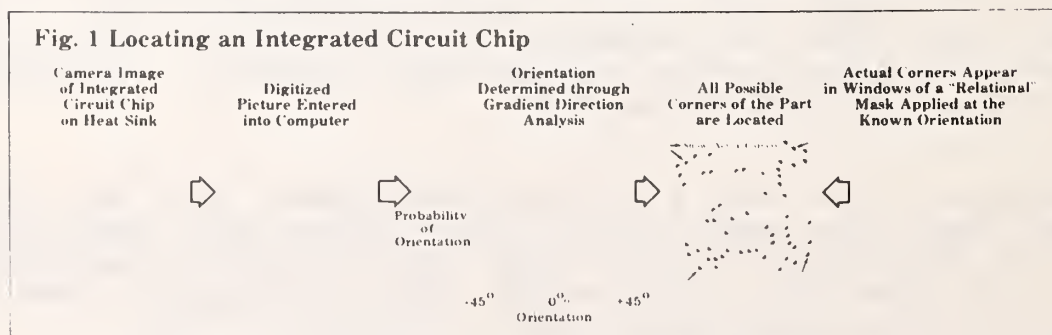 Fig. 1 Locating an Integrated Circuit Chip
Camera Image
of Integrated
Circuit Chip
on Heat Sink
Digitized
Picture Entered
into Computer
Orientation
Determined through
Gradient Direction
Analysis
Probability
of
Orientation
-45° 0° +45°
Orientation
All Possible
Corners of the Part
are Located
Actual Corners Appear
in Windows of a "Relational"
Mask Applied at the
Known Orientation